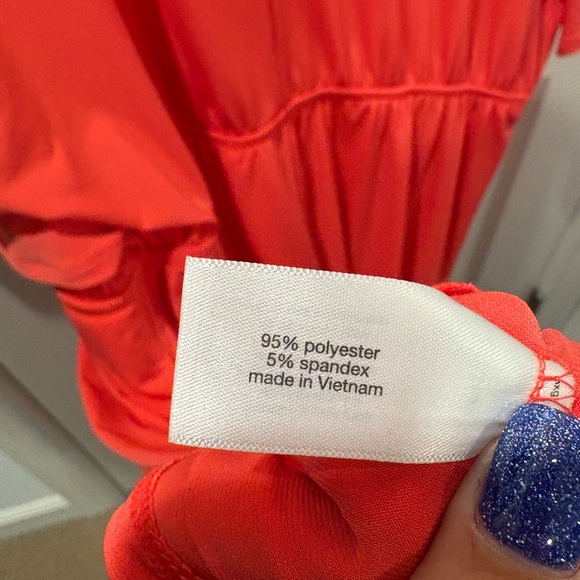 95% polyester
5% spandex
made in Vietnam